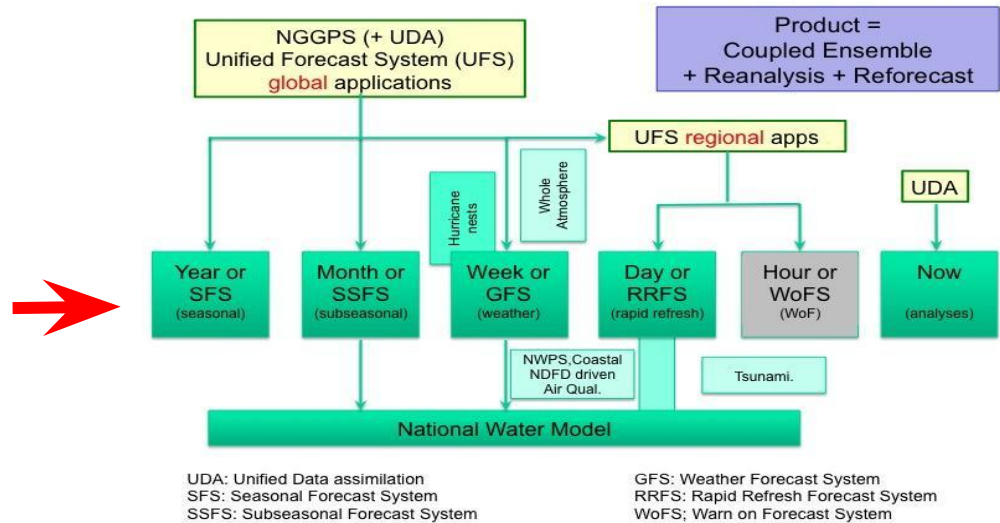 NGGPS (+ UDA)
Unified Forecast System (UFS)
global applications
Product =
Coupled Ensemble
+ Reanalysis + Reforecast
UFS regional apps
UDA
Hurricane
nests
Whole
Atmosphere
Year or
SFS
(seasonal)
Month or
SSFS
(subseasonal)
Week or
GFS
(weather)
Day or
RRFS
(rapid refresh)
Hour or
WoFS
(WoF)
Now
(analyses)
NWPS,Coastal
NDFD driven
Air Qual.
Tsunami.
National Water Model
UDA: Unified Data assimilation
SFS: Seasonal Forecast System
SSFS: Subseasonal Forecast System
GFS: Weather Forecast System
RRFS: Rapid Refresh Forecast System
WoFS; Warn on Forecast System